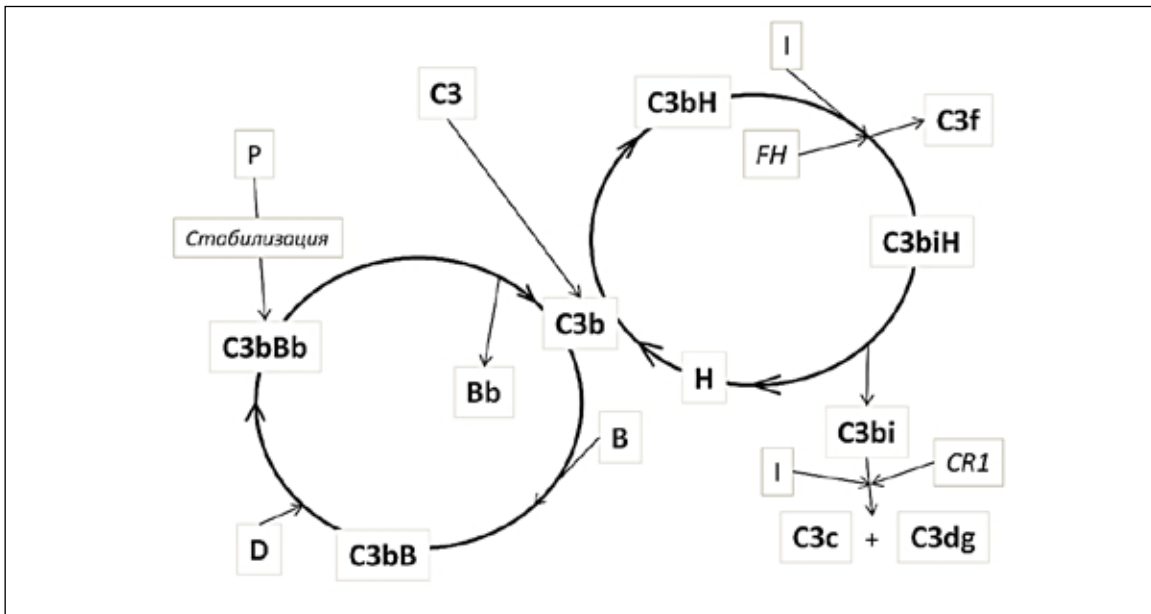 I
C3
C3bH
C3f
P
FH
Стабилизация
C3biH
C3b
C3bBb
Bb
H
B
C3bi
I
CR1
D
C3bB
C3c + C3dg